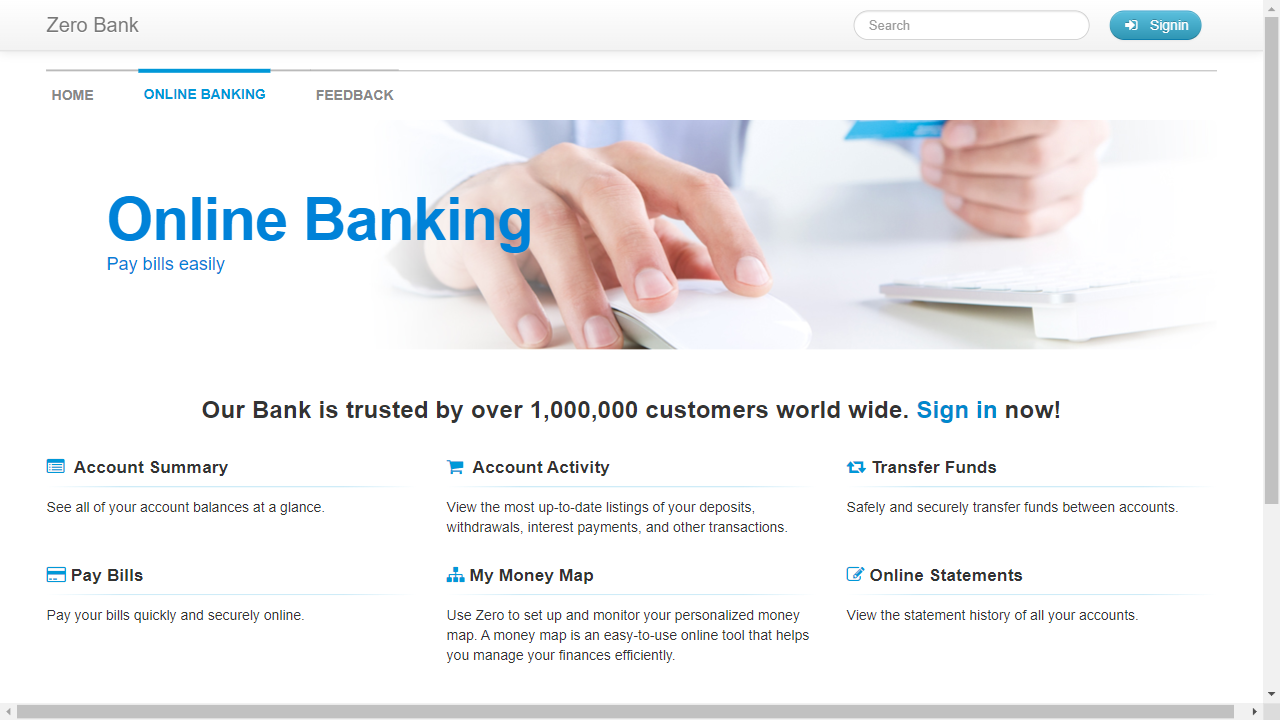 Zero Bank
Search
Signin
HOME
ONLINE BANKING
FEEDBACK
Online Banking
Pay bills easily
Our Bank is trusted by over 1,000,000 customers world wide. Sign in now!
Account Summary
See all of your account balances at a glance.
Account Activity
View the most up-to-date listings of your deposits,
withdrawals, interest payments, and other transactions.
Transfer Funds
Safely and securely transfer funds between accounts.
Pay Bills
Pay your bills quickly and securely online.
My Money Map
Use Zero to set up and monitor your personalized money
map. A money map is an easy-to-use online tool that helps
you manage your finances efficiently.
Online Statements
View the statement history of all your accounts.